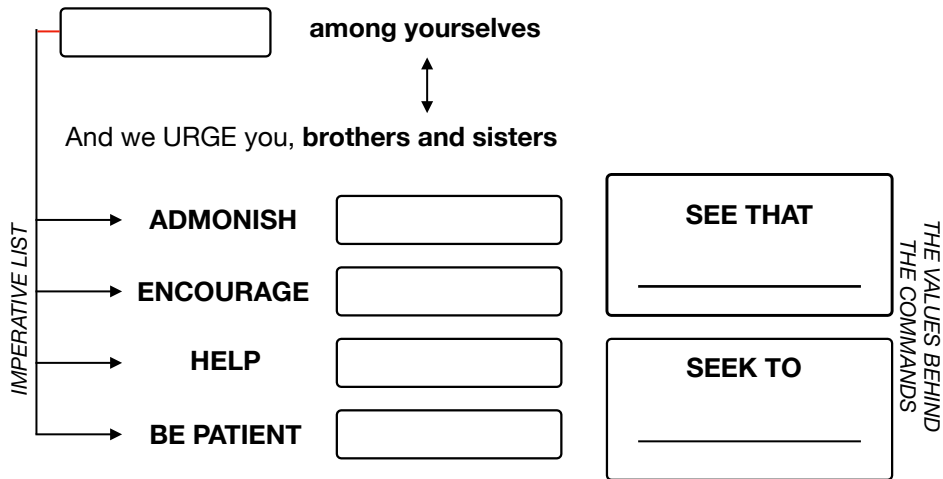 among yourselves
And we URGE you, brothers and sisters
IMPERATIVE LIST
ADMONISH
ENCOURAGE
HELP
BE PATIENT
SEE THAT
SEEK TO
THE VALUES BEHIND
THE COMMANDS